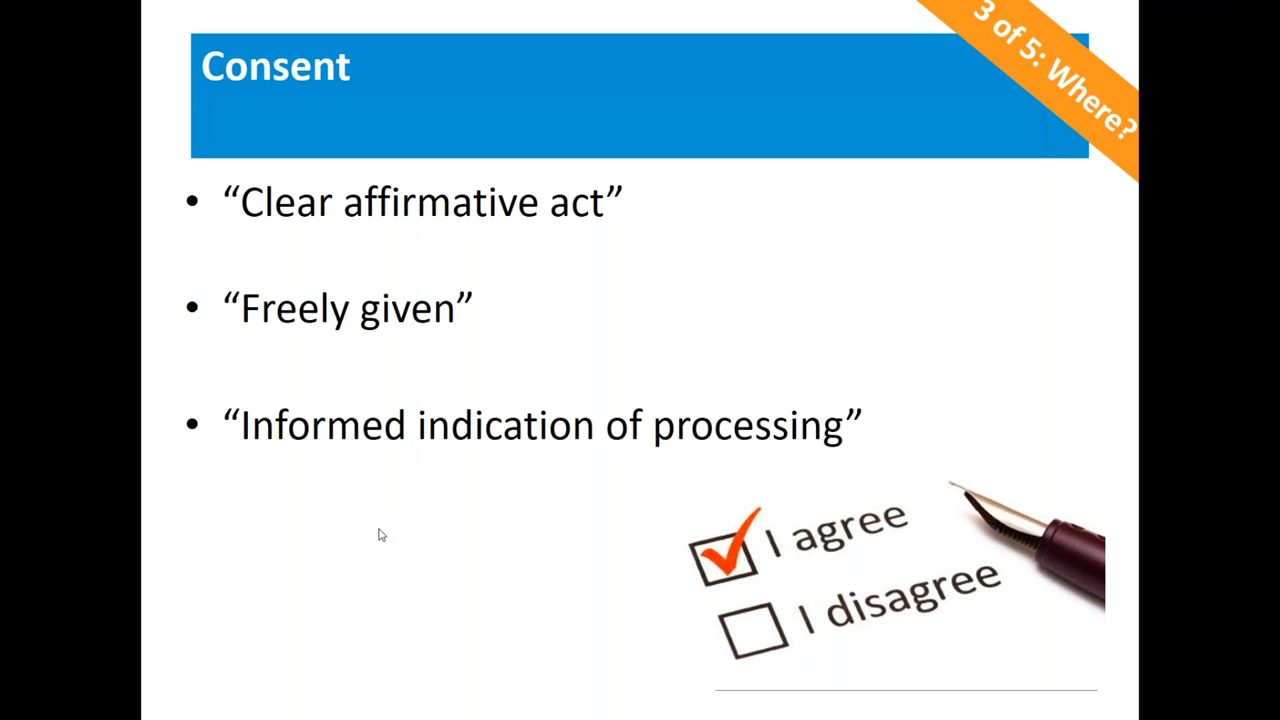 3 of 5: Where?
Consent
• “Clear affirmative act”
• “Freely given”
• “Informed indication of processing”
I agree
I disagree